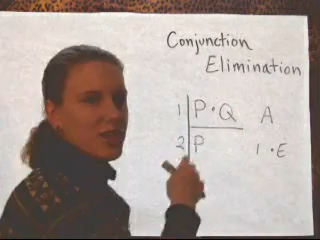 Conjunction
Elimination
1 P·Q A
2 P 1 ·E